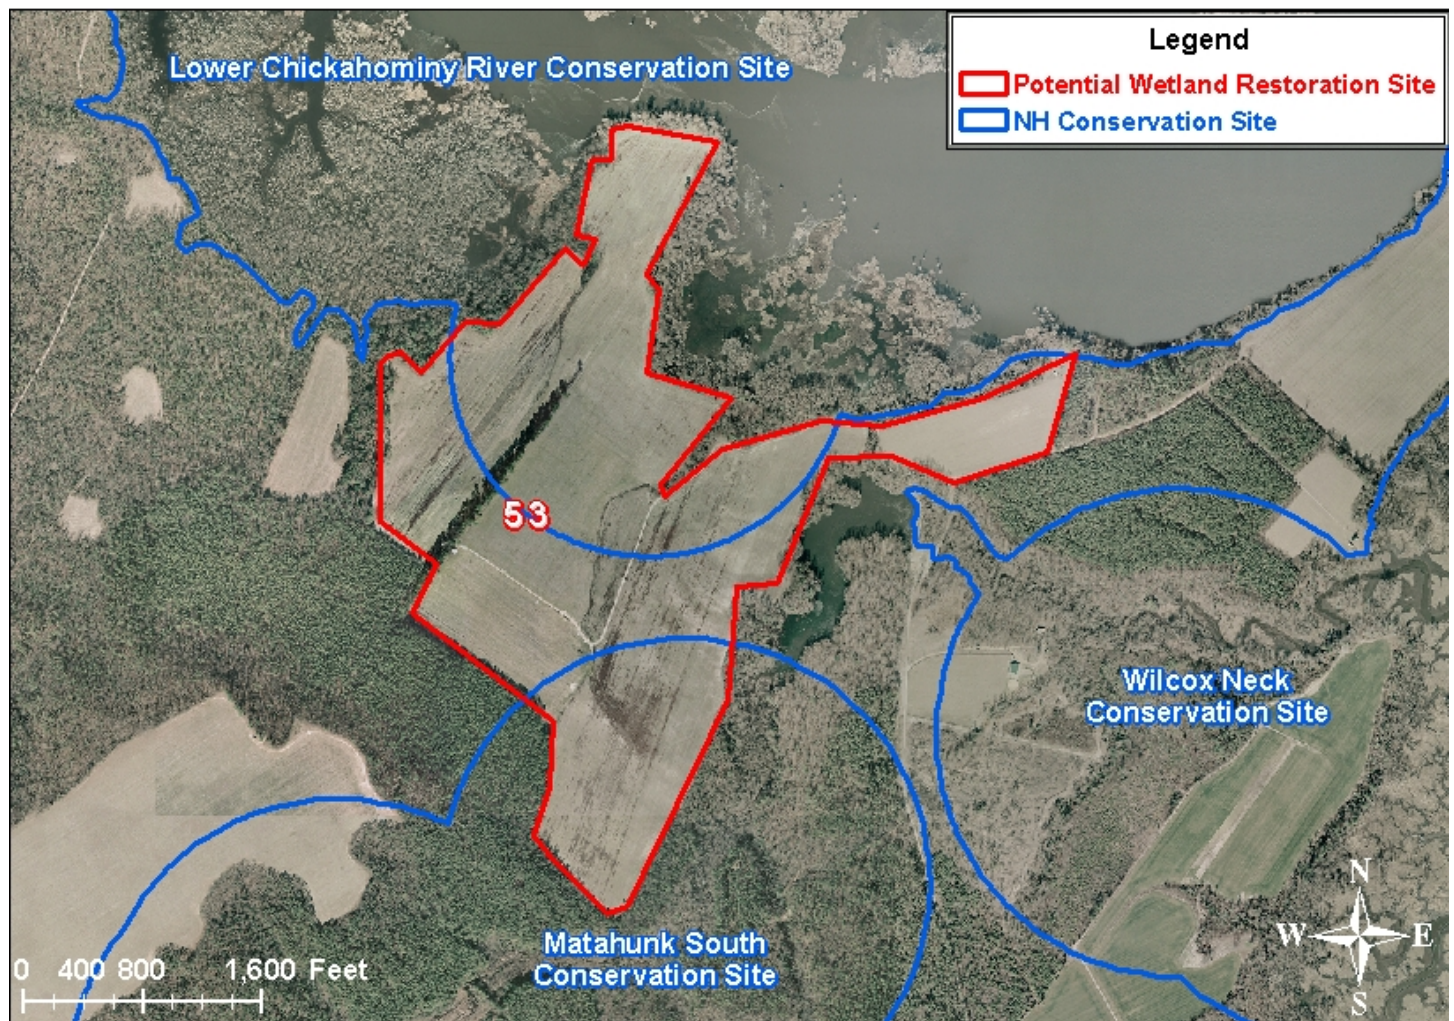 Legend
Potential Wetland Restoration Site
NH Conservation Site
Lower Chickahominy River Conservation Site
53
Wilcox Neck
Conservation Site
Matahunk South
Conservation Site
0 400 800 1,600 Feet
N
W E
S